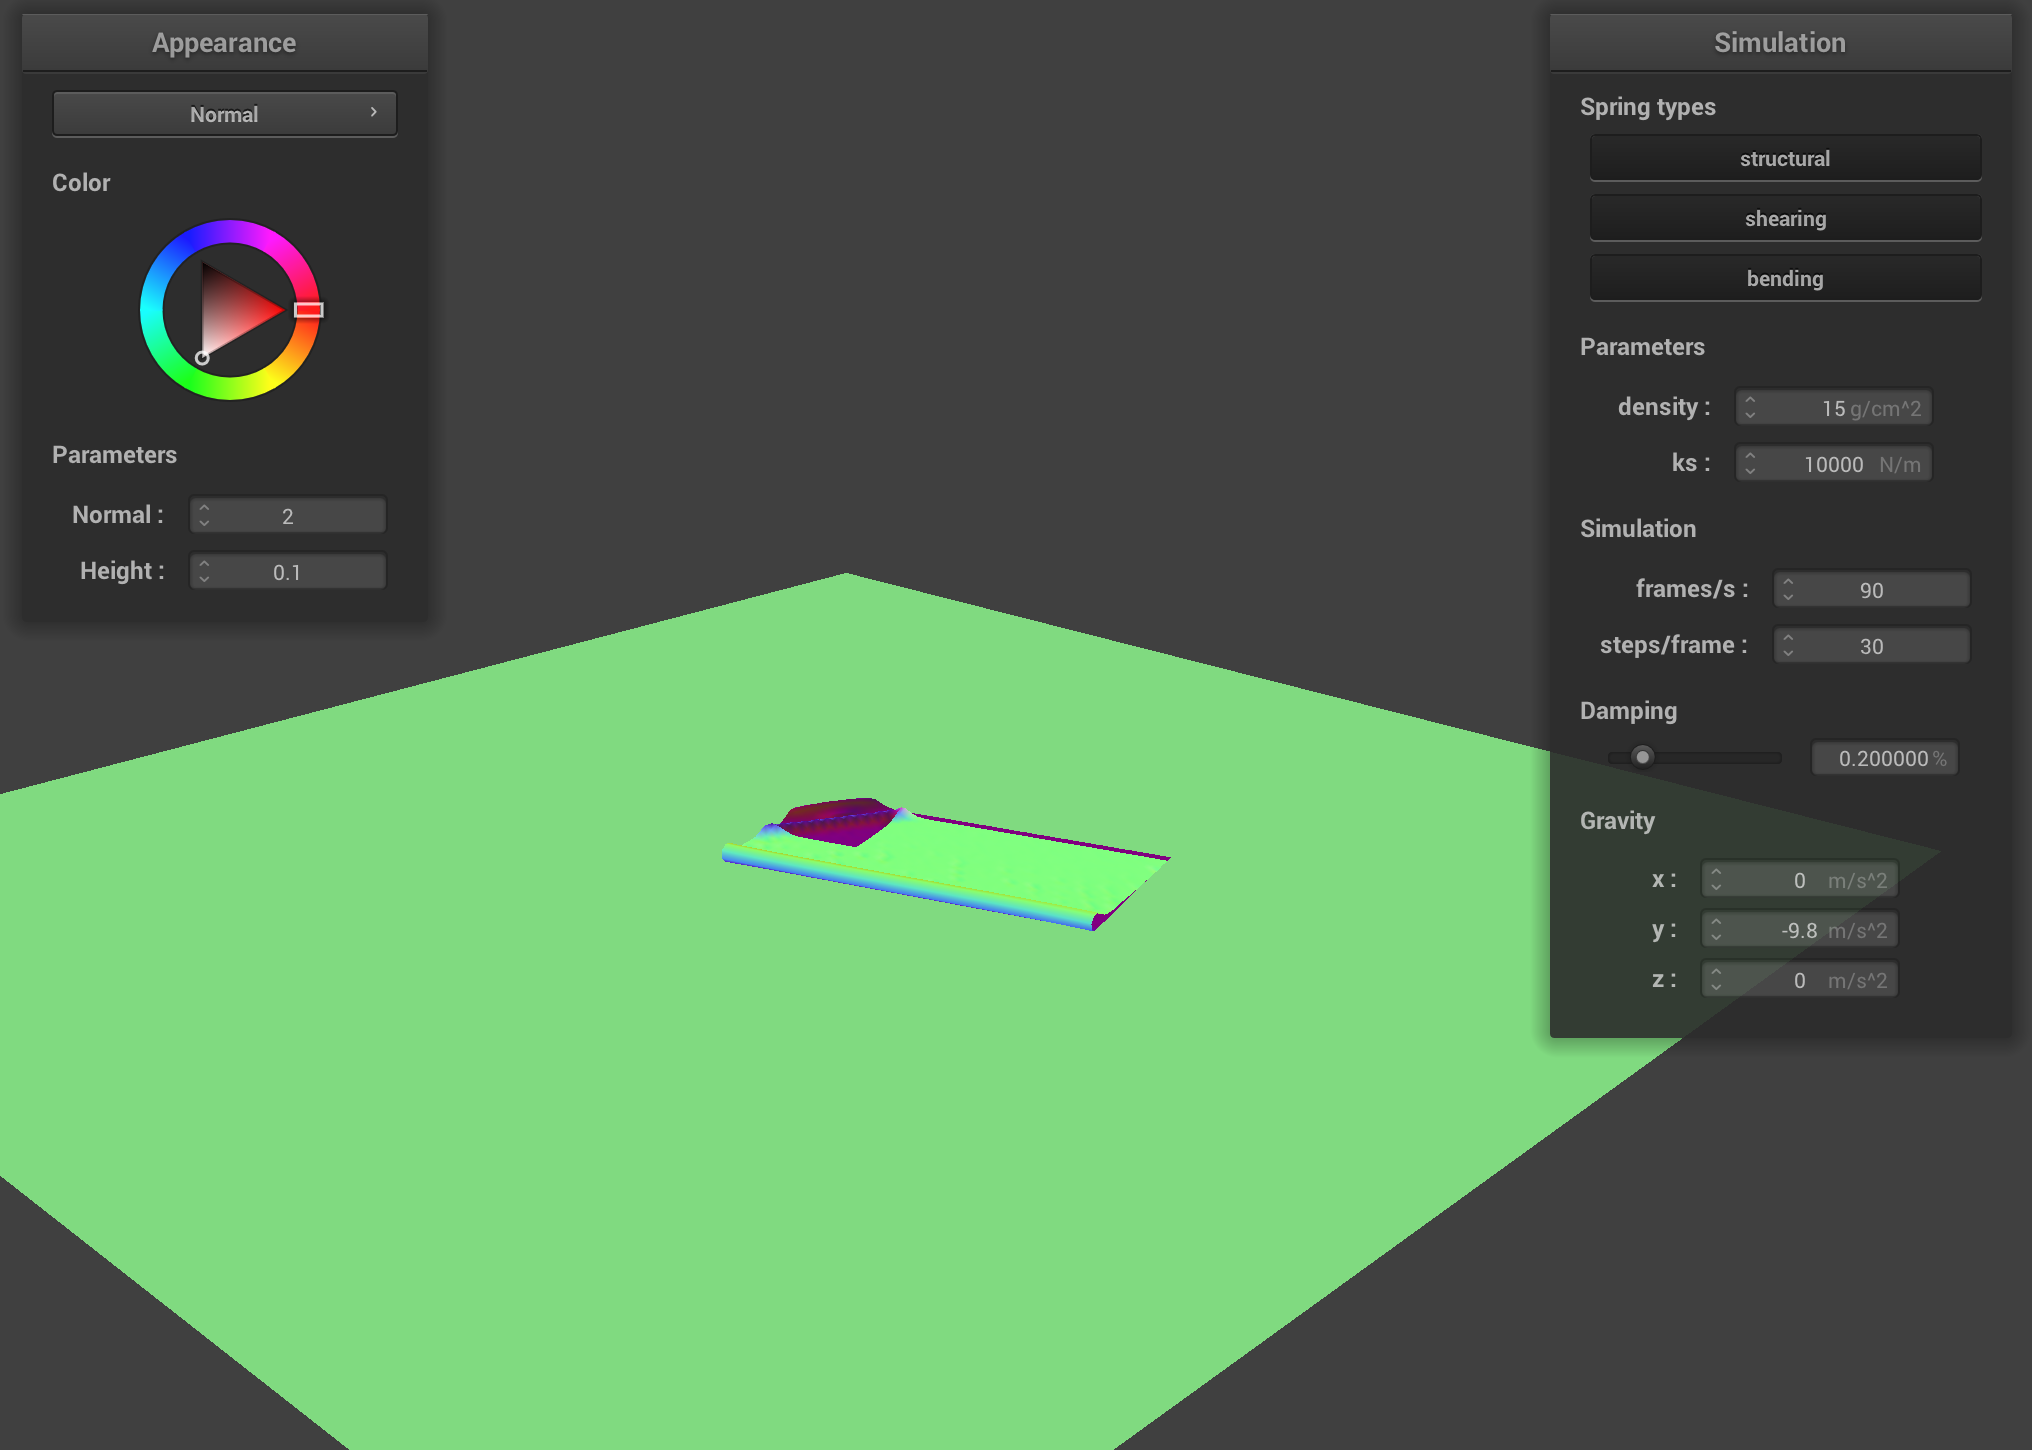 Appearance
Normal
Color
Parameters
Normal : 2
Height : 0.1
Simulation
Spring types
structural
shearing
bending
Parameters
density : 15 g/cm^2
ks : 10000 N/m
Simulation
frames/s : 90
steps/frame : 30
Damping
0.200000 %
Gravity
x : 0 m/s^2
y : -9.8 m/s^2
z : 0 m/s^2